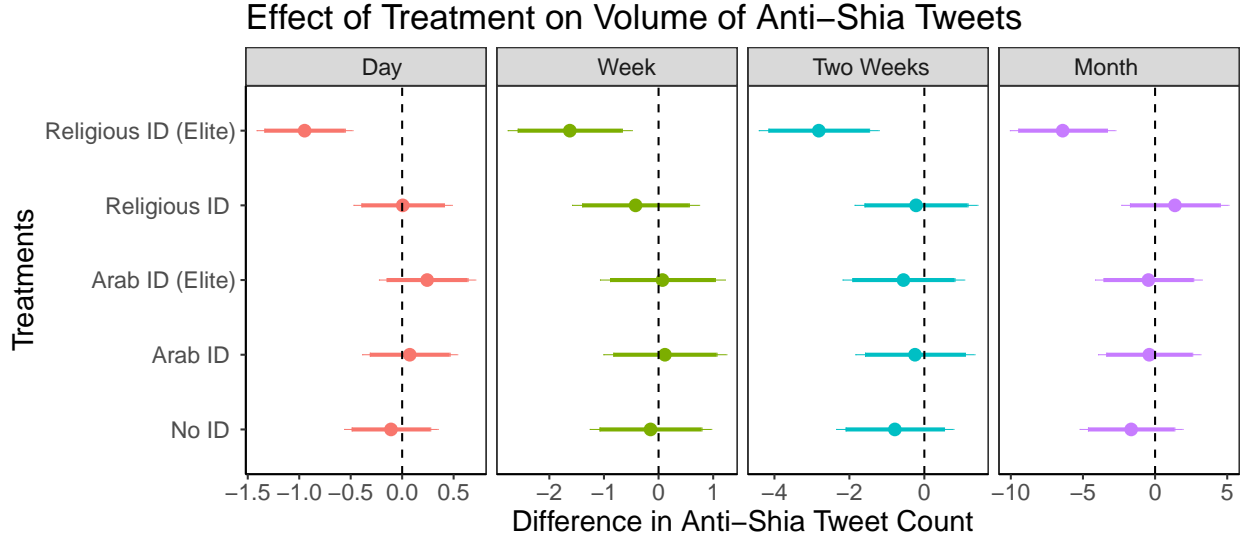 Effect of Treatment on Volume of Anti−Shia Tweets
Day Week Two Weeks Month
Treatments
Religious ID (Elite)
Religious ID
Arab ID (Elite)
Arab ID
No ID
−1.5 −1.0 −0.5 0.0 0.5 −2 −1 0 1 −4 −2 0 −10 −5 0 5
Difference in Anti−Shia Tweet Count